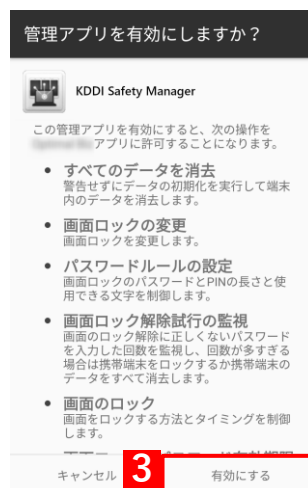 管理アプリを有効にしますか？
KDDI Safety Manager
この管理アプリを有効にすると、次の操作を
アプリに許可することになります。
• すべてのデータを消去
警告せずにデータの初期化を実行して端末
内のデータを消去します。
• 画面ロックの変更
画面ロックを変更します。
• パスワードルールの設定
画面ロックのパスワードとPINの長さと使
用できる文字を制御します。
• 画面ロック解除試行の監視
画面のロック解除に正しくないパスワード
を入力した回数を監視し、回数が多すぎる
場合は携帯端末をロックするか携帯端末の
データをすべて消去します。
• 画面のロック
画面をロックする方法とタイミングを制御
します。
キャンセル
3
有効にする